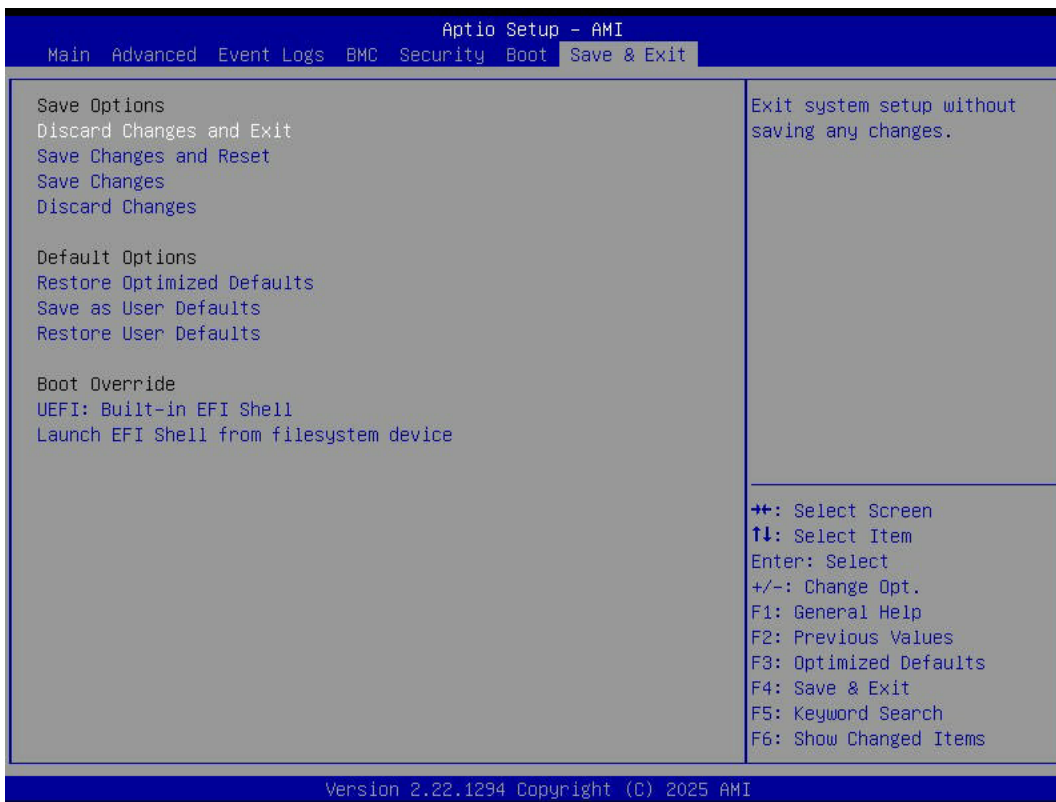 Aptio Setup - AMI
Main Advanced Event Logs BMC Security Boot Save & Exit
Save Options
Discard Changes and Exit
Save Changes and Reset
Save Changes
Discard Changes
Default Options
Restore Optimized Defaults
Save as User Defaults
Restore User Defaults
Boot Override
UEFI: Built-in EFI Shell
Launch EFI Shell from filesystem device
Exit system setup without
saving any changes.
→←: Select Screen
↑↓: Select Item
Enter: Select
+/-: Change Opt.
F1: General Help
F2: Previous Values
F3: Optimized Defaults
F4: Save & Exit
F5: Keyword Search
F6: Show Changed Items
Version 2.22.1294 Copyright (C) 2025 AMI